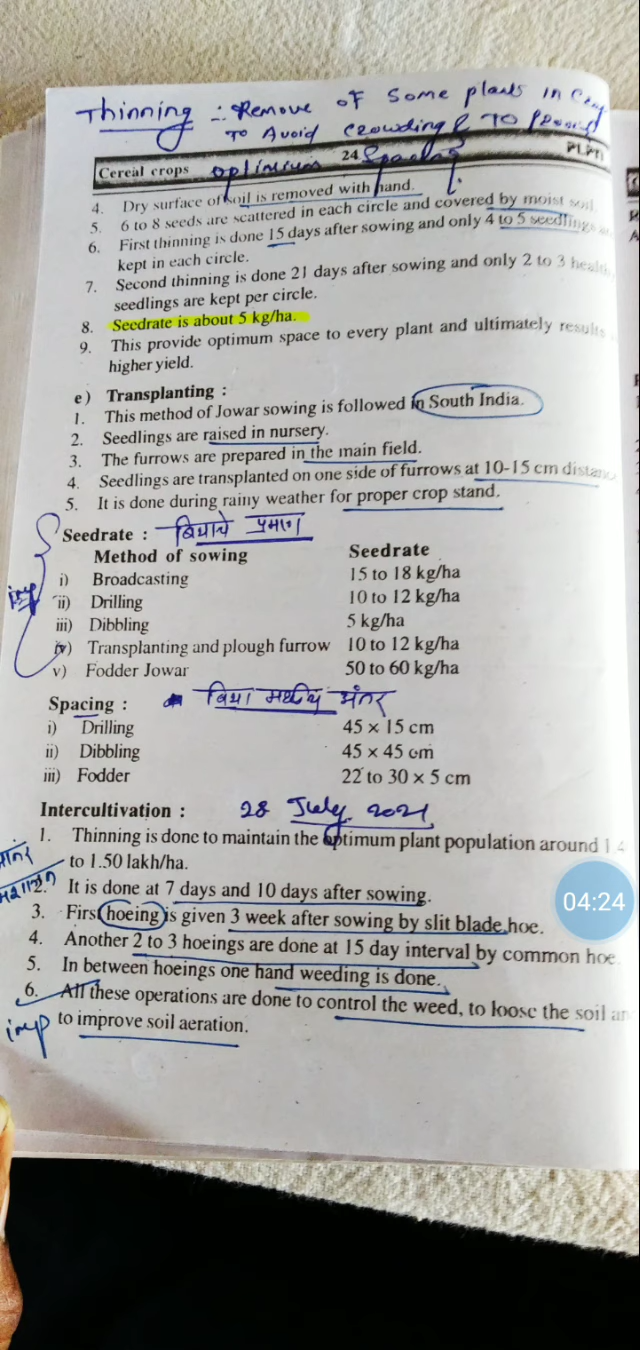 Thinning :- Remove of Some plants in
To Avoid crowding & To
optimium Spacing
Cereal crops 24
4. Dry surface of soil is removed with hand.
5. 6 to 8 seeds are scattered in each circle and covered by moist soil.
6. First thinning is done 15 days after sowing and only 4 to 5 seedlings
kept in each circle.
7. Second thinning is done 21 days after sowing and only 2 to 3
seedlings are kept per circle.
8. Seedrate is about 5 kg/ha.
9. This provide optimum space to every plant and ultimately results
higher yield.
e) Transplanting :
1. This method of Jowar sowing is followed in South India.
2. Seedlings are raised in nursery.
3. The furrows are prepared in the main field.
4. Seedlings are transplanted on one side of furrows at 10-15 cm
5. It is done during rainy weather for proper crop stand.
Seedrate : बियाचे प्रमाण
Method of sowing Seedrate
i) Broadcasting 15 to 18 kg/ha
imp ii) Drilling 10 to 12 kg/ha
iii) Dibbling 5 kg/ha
iv) Transplanting and plough furrow 10 to 12 kg/ha
v) Fodder Jowar 50 to 60 kg/ha
Spacing : अंतर
i) Drilling 45 × 15 cm
ii) Dibbling 45 × 45 cm
iii) Fodder 22 to 30 × 5 cm
Intercultivation : 28 July 2021
1. Thinning is done to maintain the optimum plant population around
to 1.50 lakh/ha.
2. It is done at 7 days and 10 days after sowing.
04:24
3. First hoeing is given 3 week after sowing by slit blade hoe.
4. Another 2 to 3 hoeings are done at 15 day interval by common hoe.
5. In between hoeings one hand weeding is done.
6. All these operations are done to control the weed, to loose the soil
imp to improve soil aeration.